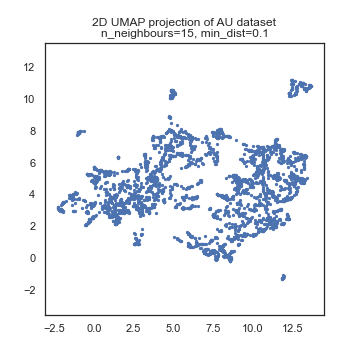 2D UMAP projection of AU dataset
n_neighbours=15, min_dist=0.1
12
10
8
6
4
2
0
−2
−2.5 0.0 2.5 5.0 7.5 10.0 12.5